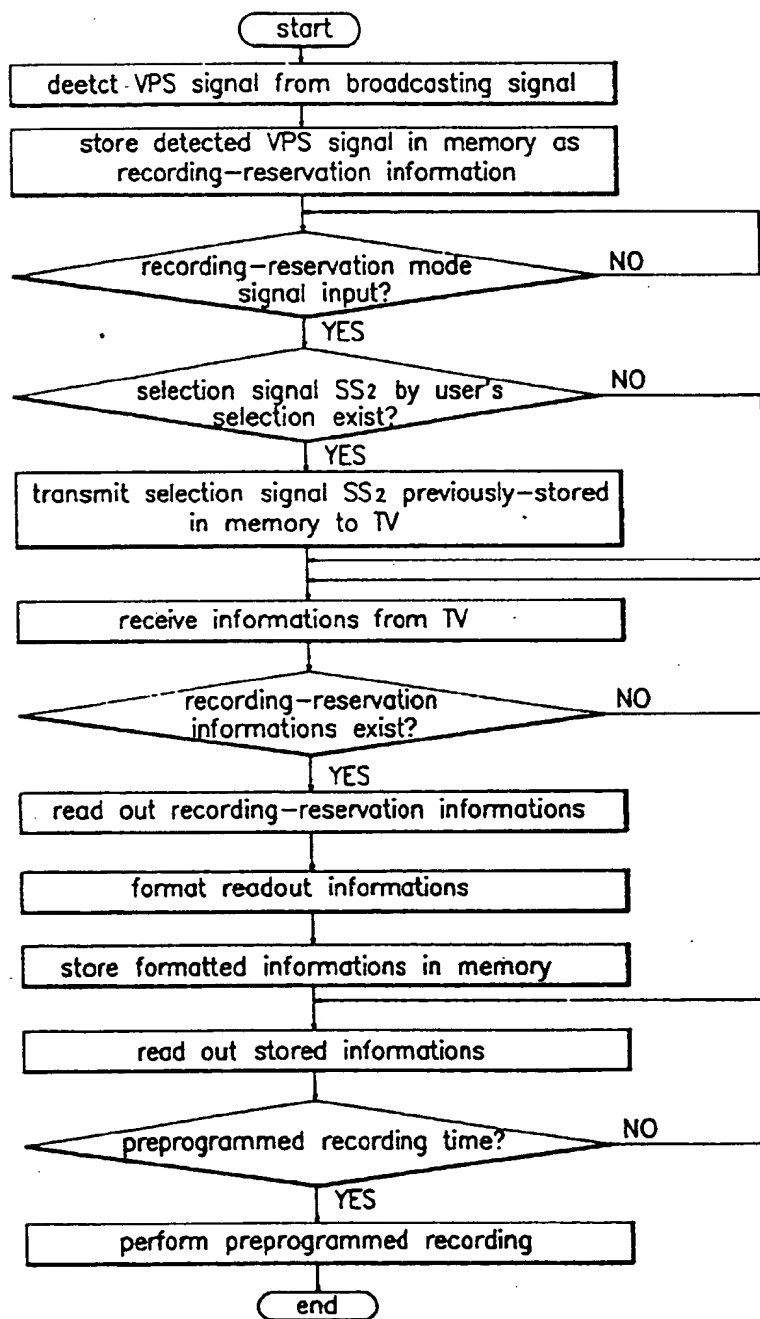 start
deetct VPS signal from broadcasting signal
store detected VPS signal in memory as
recording-reservation information
recording-reservation mode
signal input?
NO
YES
selection signal SS2 by user's
selection exist?
NO
YES
transmit selection signal SS2 previously-stored
in memory to TV
receive informations from TV
recording-reservation
informations exist?
NO
YES
read out recording-reservation informations
format readout informations
store formatted informations in memory
read out stored informations
preprogrammed recording time?
NO
YES
perform preprogrammed recording
end